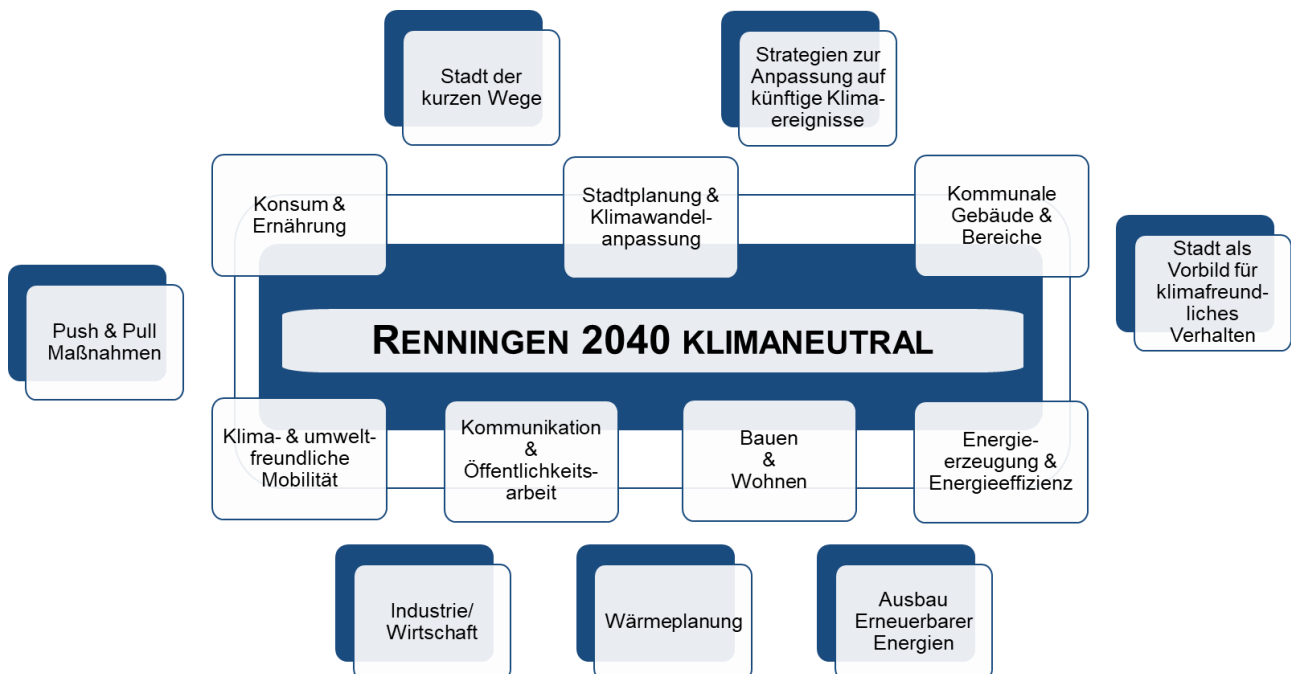 Stadt der
kurzen Wege
Strategien zur
Anpassung auf
künftige Klima-
ereignisse
Konsum &
Ernährung
Stadtplanung &
Klimawandel-
anpassung
Kommunale
Gebäude &
Bereiche
Stadt als
Vorbild für
klimafreund-
liches
Verhalten
Push & Pull
Maßnahmen
RENNINGEN 2040 KLIMANEUTRAL
Klima- & umwelt-
freundliche
Mobilität
Kommunikation
&
Öffentlichkeits-
arbeit
Bauen
&
Wohnen
Energie-
erzeugung &
Energieeffizienz
Industrie/
Wirtschaft
Wärmeplanung
Ausbau
Erneuerbarer
Energien